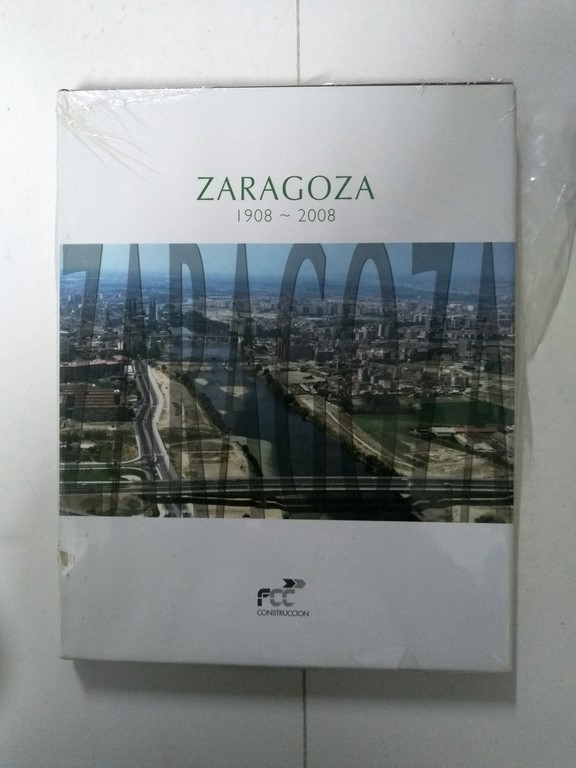 ZARAGOZA
1908 ~ 2008
ZARAGOZA
FCC
CONSTRUCCION